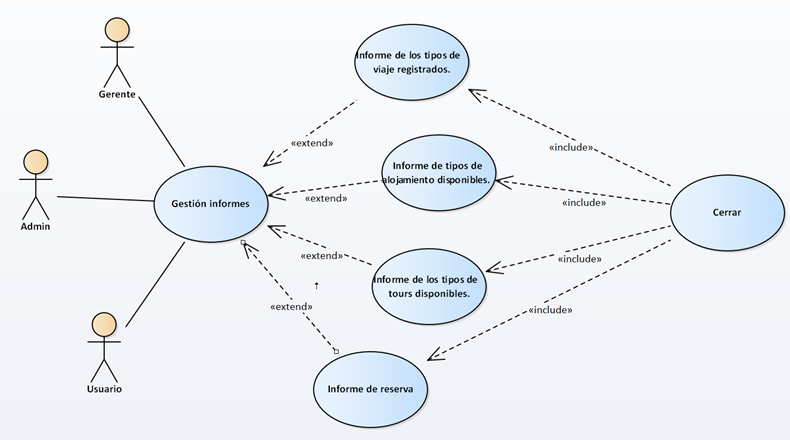 Informe de los tipos de
viaje registrados.
Gerente
«extend»
«include»
Informe de tipos de
alojamiento disponibles.
«extend»
«include»
Gestión informes
Cerrar
Admin
«extend»
«include»
Informe de los tipos de
tours disponibles.
«extend»
«include»
Usuario
Informe de reserva